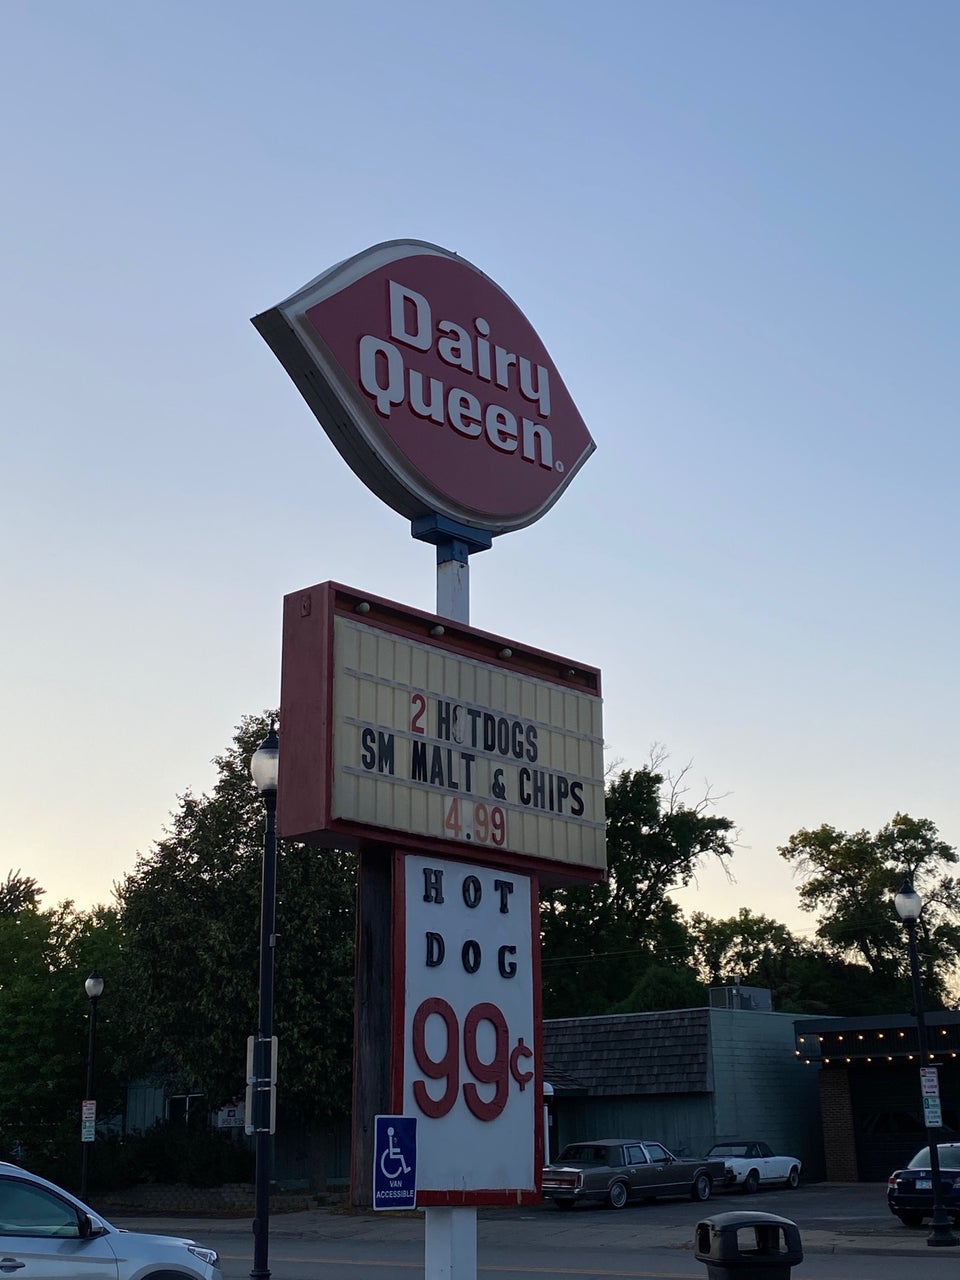 Dairy
Queen.
2 HOTDOGS
SM MALT & CHIPS
4.99
HOT
DOG
99¢
VAN
ACCESSIBLE